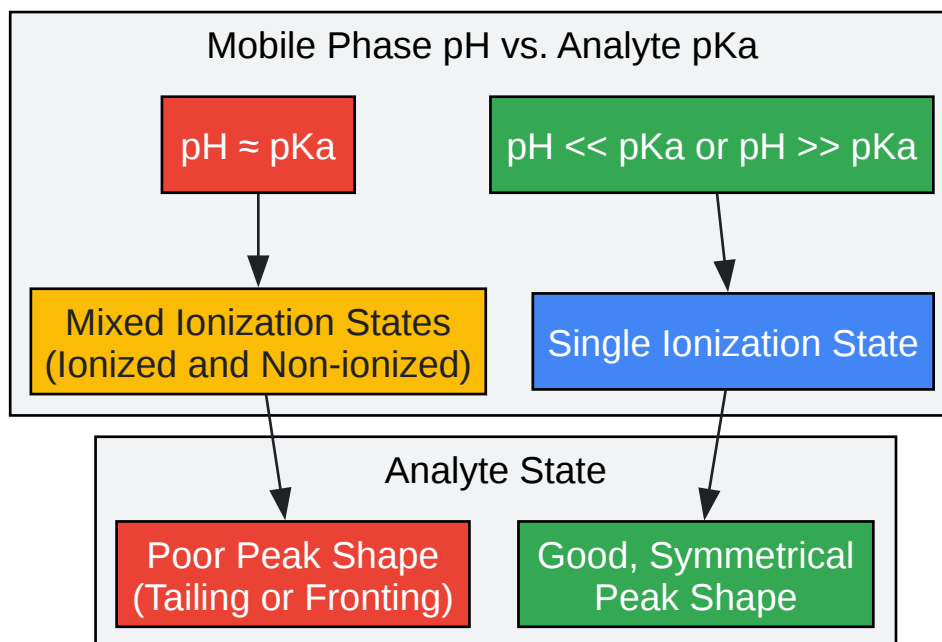 Mobile Phase pH vs. Analyte pKa
pH ≈ pKa
pH << pKa or pH >> pKa
Mixed Ionization States
(Ionized and Non-ionized)
Single Ionization State
Analyte State
Poor Peak Shape
(Tailing or Fronting)
Good, Symmetrical
Peak Shape